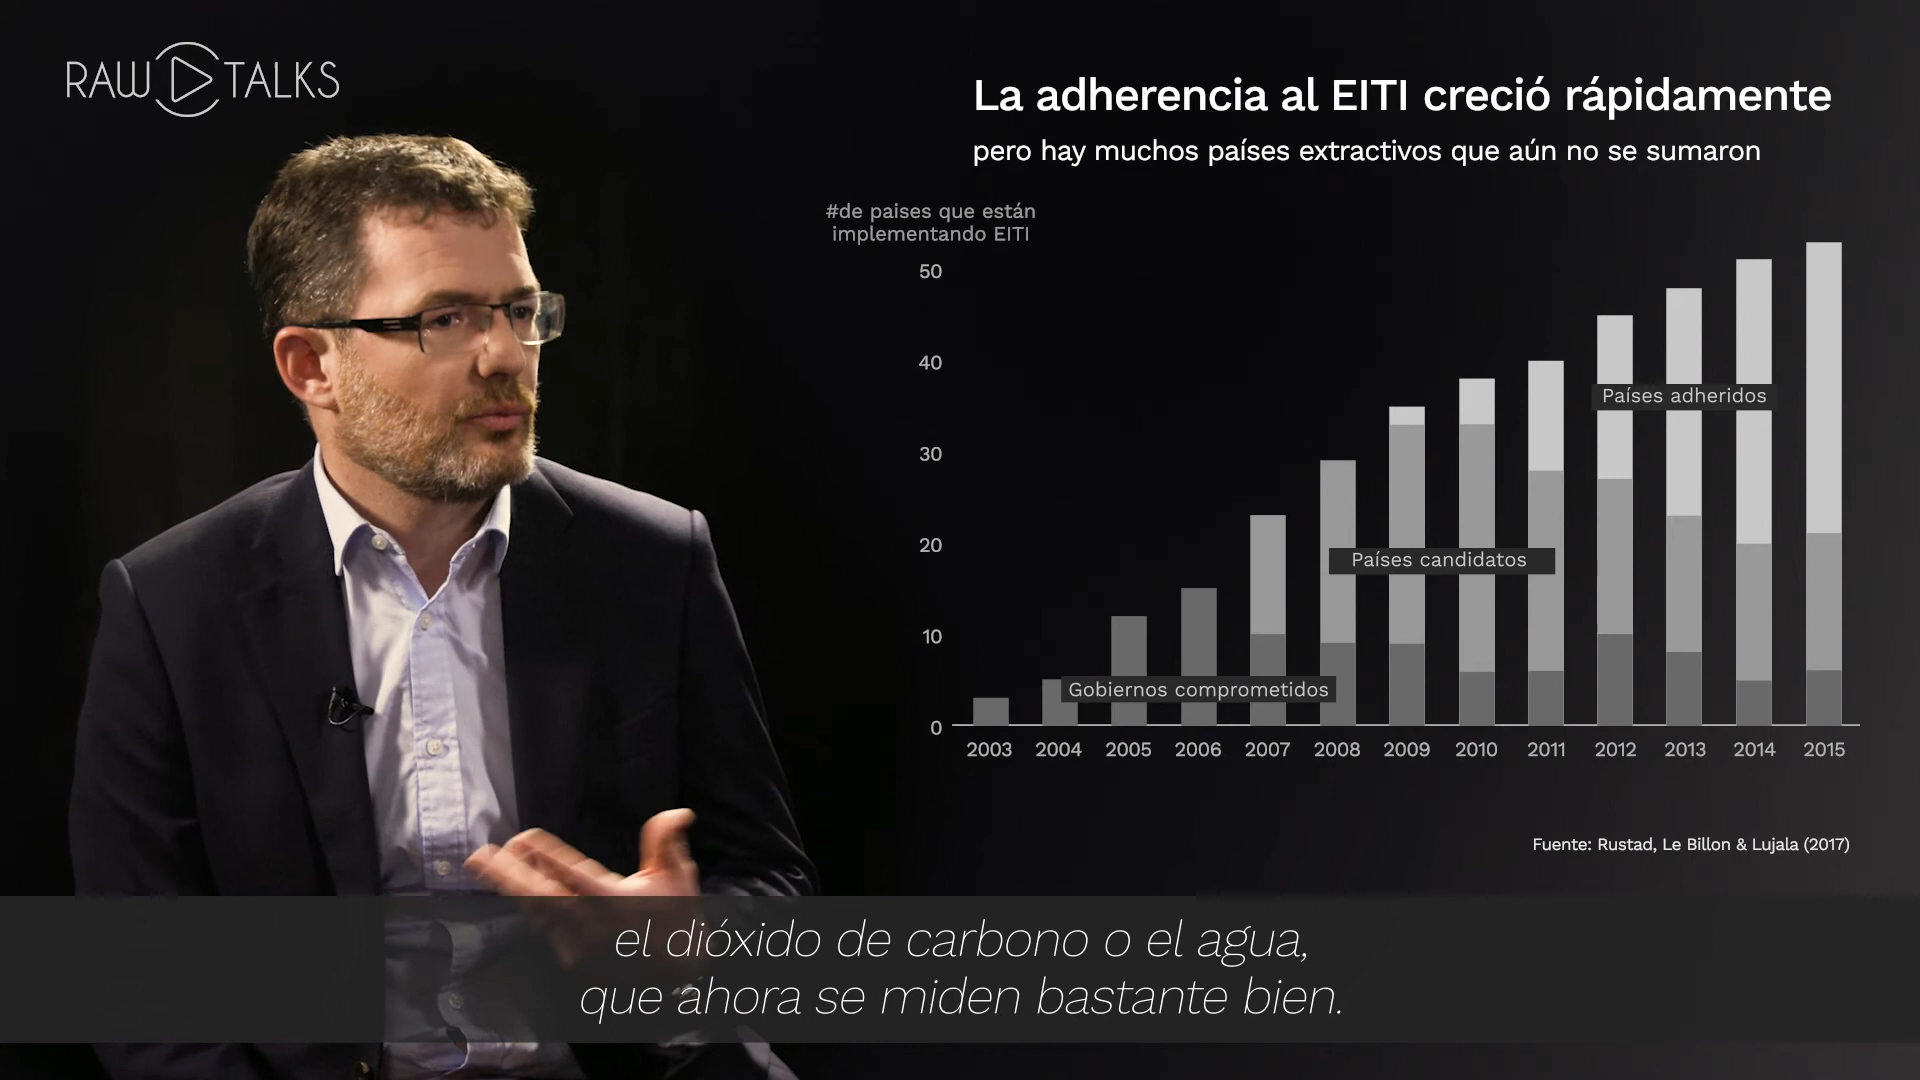 RAW TALKS
La adherencia al EITI creció rápidamente
pero hay muchos países extractivos que aún no se sumaron
#de paises que están
implementando EITI
50
40
30
20
10
0
Países adheridos
Países candidatos
Gobiernos comprometidos
2003 2004 2005 2006 2007 2008 2009 2010 2011 2012 2013 2014 2015
Fuente: Rustad, Le Billon & Lujala (2017)
el dióxido de carbono o el agua,
que ahora se miden bastante bien.